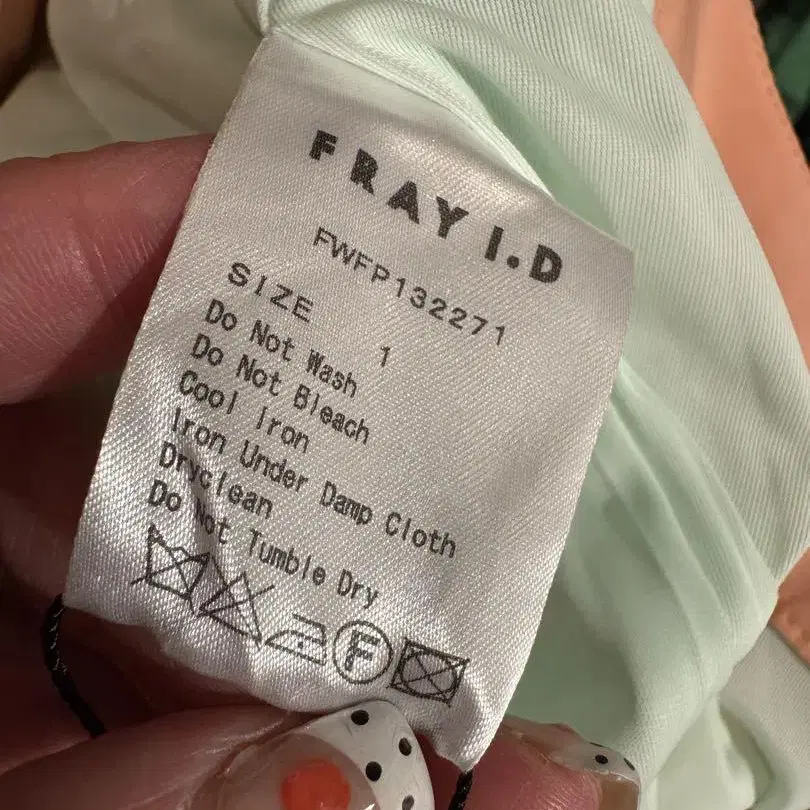 FRAY I.D
FWFP132271
SIZE 1
Do Not Wash
Do Not Bleach
Cool Iron
Iron Under Damp Cloth
Dryclean
Do Not Tumble Dry
F